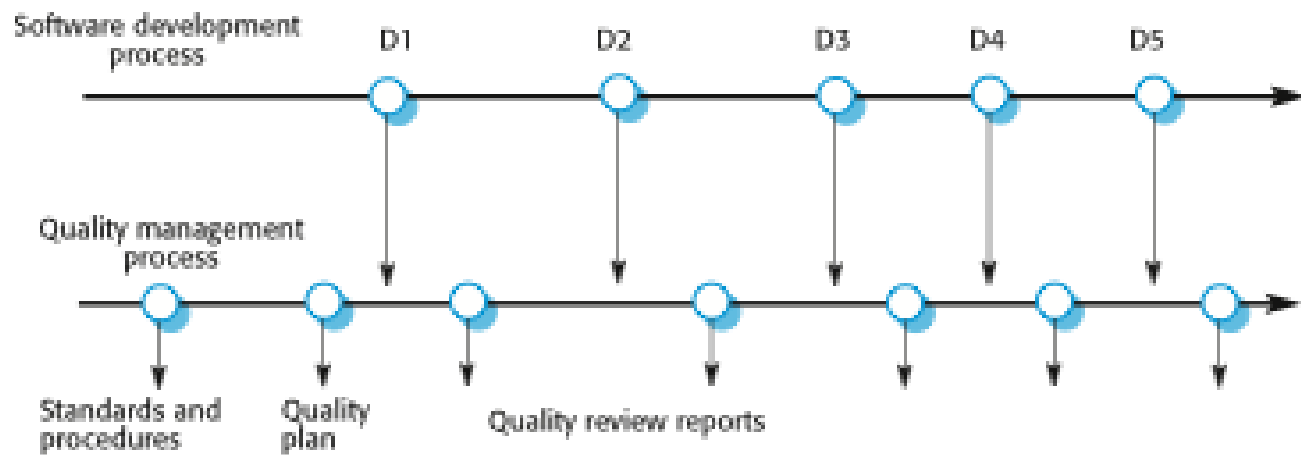 Software development
process
D1
D2
D3
D4
D5
Quality management
process
Standards and
procedures
Quality
plan
Quality review reports